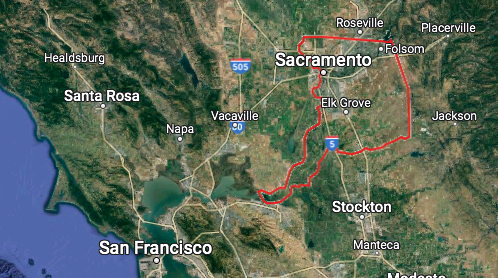 Roseville
Placerville
Folsom
Healdsburg
Sacramento
505
Santa Rosa
Elk Grove
Vacaville
80
Napa
Jackson
5
Stockton
San Francisco
Manteca